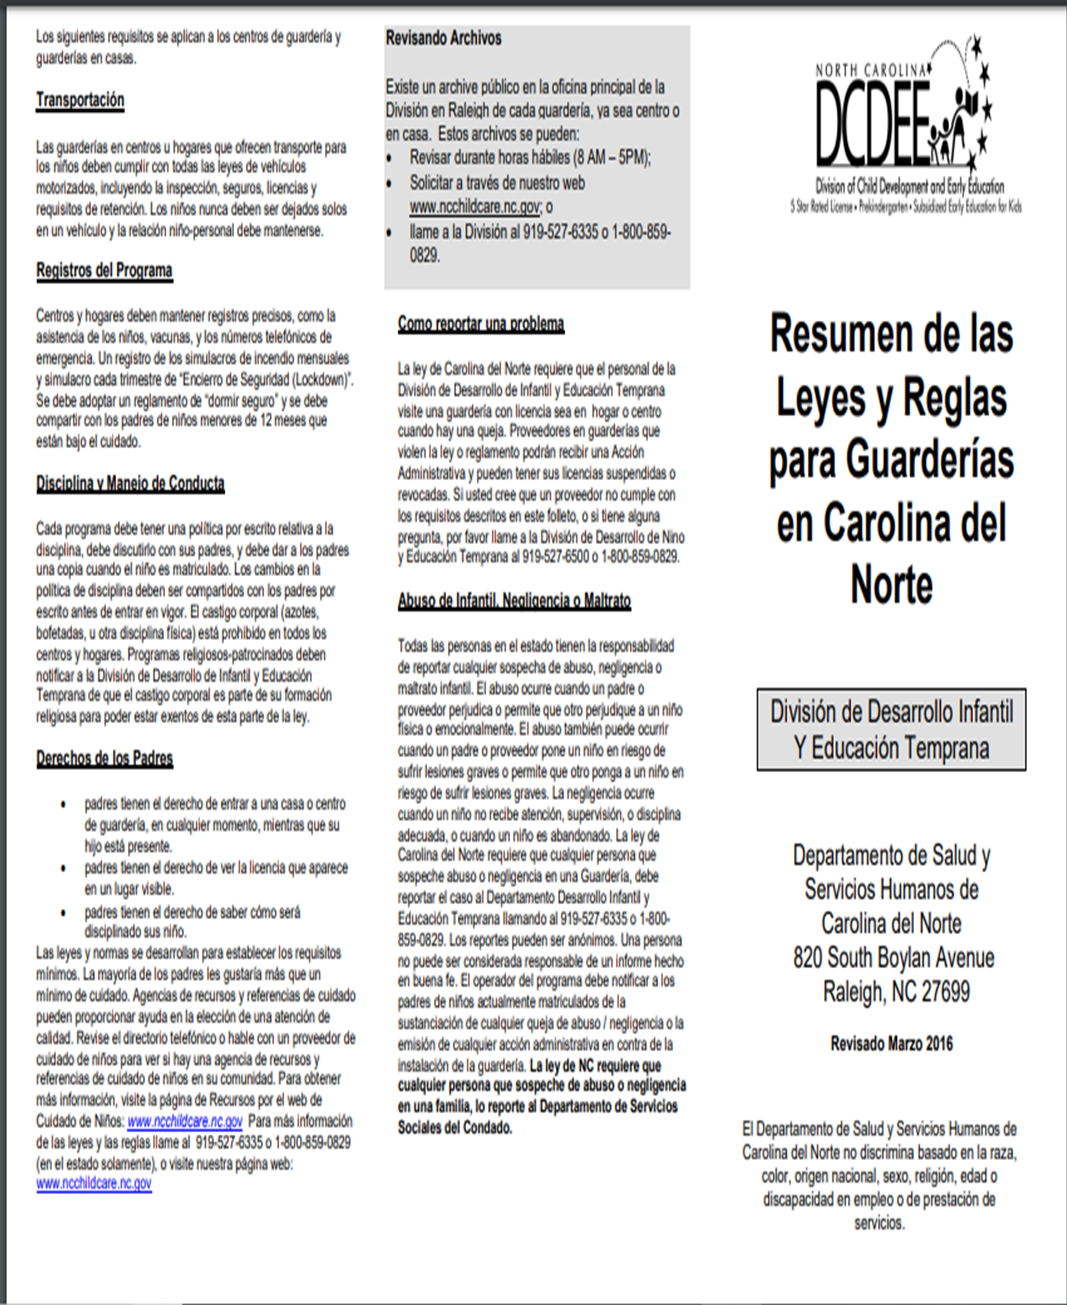 Los siguientes requisitos se aplican a los centros de guardería y
guarderías en casas.
Transportación
Las guarderías en centros u hogares que ofrecen transporte para
los niños deben cumplir con todas las leyes de vehículos
motorizados, incluyendo la inspección, seguros, licencias y
requisitos de retención. Los niños nunca deben ser dejados solos
en un vehículo y la relación niño-personal debe mantenerse.
Registros del Programa
Centros y hogares deben mantener registros precisos, como la
asistencia de los niños, vacunas, y los números telefónicos de
emergencia. Un registro de los simulacros de incendio mensuales
y simulacro cada trimestre de "Encierro de Seguridad (Lockdown)".
Se debe adoptar un reglamento de "dormir seguro" y se debe
compartir con los padres de niños menores de 12 meses que
están bajo el cuidado.
Disciplina y Manejo de Conducta
Cada programa debe tener una política por escrito relativa a la
disciplina, debe discutirlo con sus padres, y debe dar a los padres
una copia cuando el niño es matriculado. Los cambios en la
política de disciplina deben ser compartidos con los padres por
escrito antes de entrar en vigor. El castigo corporal (azotes,
bofetadas, u otra disciplina física) está prohibido en todos los
centros y hogares. Programas religiosos-patrocinados deben
notificar a la División de Desarrollo de Infantil y Educación
Temprana de que el castigo corporal es parte de su formación
religiosa para poder estar exentos de esta parte de la ley.
Derechos de los Padres
• padres tienen el derecho de entrar a una casa o centro
de guardería, en cualquier momento, mientras que su
hijo está presente.
• padres tienen el derecho de ver la licencia que aparece
en un lugar visible.
• padres tienen el derecho de saber cómo será
disciplinado sus niño.
Las leyes y normas se desarrollan para establecer los requisitos
mínimos. La mayoría de los padres les gustaría más que un
mínimo de cuidado. Agencias de recursos y referencias de cuidado
pueden proporcionar ayuda en la elección de una atención de
calidad. Revise el directorio telefónico o hable con un proveedor de
cuidado de niños para ver si hay una agencia de recursos y
referencias de cuidado de niños en su comunidad. Para obtener
más información, visite la página de Recursos por el web de
Cuidado de Niños: www.ncchildcare.nc.gov Para más información
de las leyes y las reglas llame al 919-527-6335 o 1-800-859-0829
(en el estado solamente), o visite nuestra página web:
www.ncchildcare.nc.gov
Revisando Archivos
Existe un archive público en la oficina principal de la
División en Raleigh de cada guardería, ya sea centro o
en casa. Estos archivos se pueden:
• Revisar durante horas hábiles (8 AM – 5PM);
• Solicitar a través de nuestro web
www.ncchildcare.nc.gov; o
• llame a la División al 919-527-6335 o 1-800-859-
0829.
Como reportar una problema
La ley de Carolina del Norte requiere que el personal de la
División de Desarrollo de Infantil y Educación Temprana
visite una guardería con licencia sea en hogar o centro
cuando hay una queja. Proveedores en guarderías que
violen la ley o reglamento podrán recibir una Acción
Administrativa y pueden tener sus licencias suspendidas o
revocadas. Si usted cree que un proveedor no cumple con
los requisitos descritos en este folleto, o si tiene alguna
pregunta, por favor llame a la División de Desarrollo de Nino
y Educación Temprana al 919-527-6500 o 1-800-859-0829.
Abuso de Infantil, Negligencia o Maltrato
Todas las personas en el estado tienen la responsabilidad
de reportar cualquier sospecha de abuso, negligencia o
maltrato infantil. El abuso ocurre cuando un padre o
proveedor perjudica o permite que otro perjudique a un niño
física o emocionalmente. El abuso también puede ocurrir
cuando un padre o proveedor pone un niño en riesgo de
sufrir lesiones graves o permite que otro ponga a un niño en
riesgo de sufrir lesiones graves. La negligencia ocurre
cuando un niño no recibe atención, supervisión, o disciplina
adecuada, o cuando un niño es abandonado. La ley de
Carolina del Norte requiere que cualquier persona que
sospeche abuso o negligencia en una Guardería, debe
reportar el caso al Departamento Desarrollo Infantil y
Educación Temprana llamando al 919-527-6335 o 1-800-
859-0829. Los reportes pueden ser anónimos. Una persona
no puede ser considerada responsable de un informe hecho
en buena fe. El operador del programa debe notificar a los
padres de niños actualmente matriculados de la
sustanciación de cualquier queja de abuso / negligencia o la
emisión de cualquier acción administrativa en contra de la
instalación de la guardería. La ley de NC requiere que
cualquier persona que sospeche de abuso o negligencia
en una familia, lo reporte al Departamento de Servicios
Sociales del Condado.
NORTH CAROLINA
DCDEE
Division of Child Development and Early Education
5 Star Rated License • Prekindergarten • Subsidized Early Education for Kids
Resumen de las
Leyes y Reglas
para Guarderías
en Carolina del
Norte
División de Desarrollo Infantil
Y Educación Temprana
Departamento de Salud y
Servicios Humanos de
Carolina del Norte
820 South Boylan Avenue
Raleigh, NC 27699
Revisado Marzo 2016
El Departamento de Salud y Servicios Humanos de
Carolina del Norte no discrimina basado en la raza,
color, origen nacional, sexo, religión, edad o
discapacidad en empleo o de prestación de
servicios.